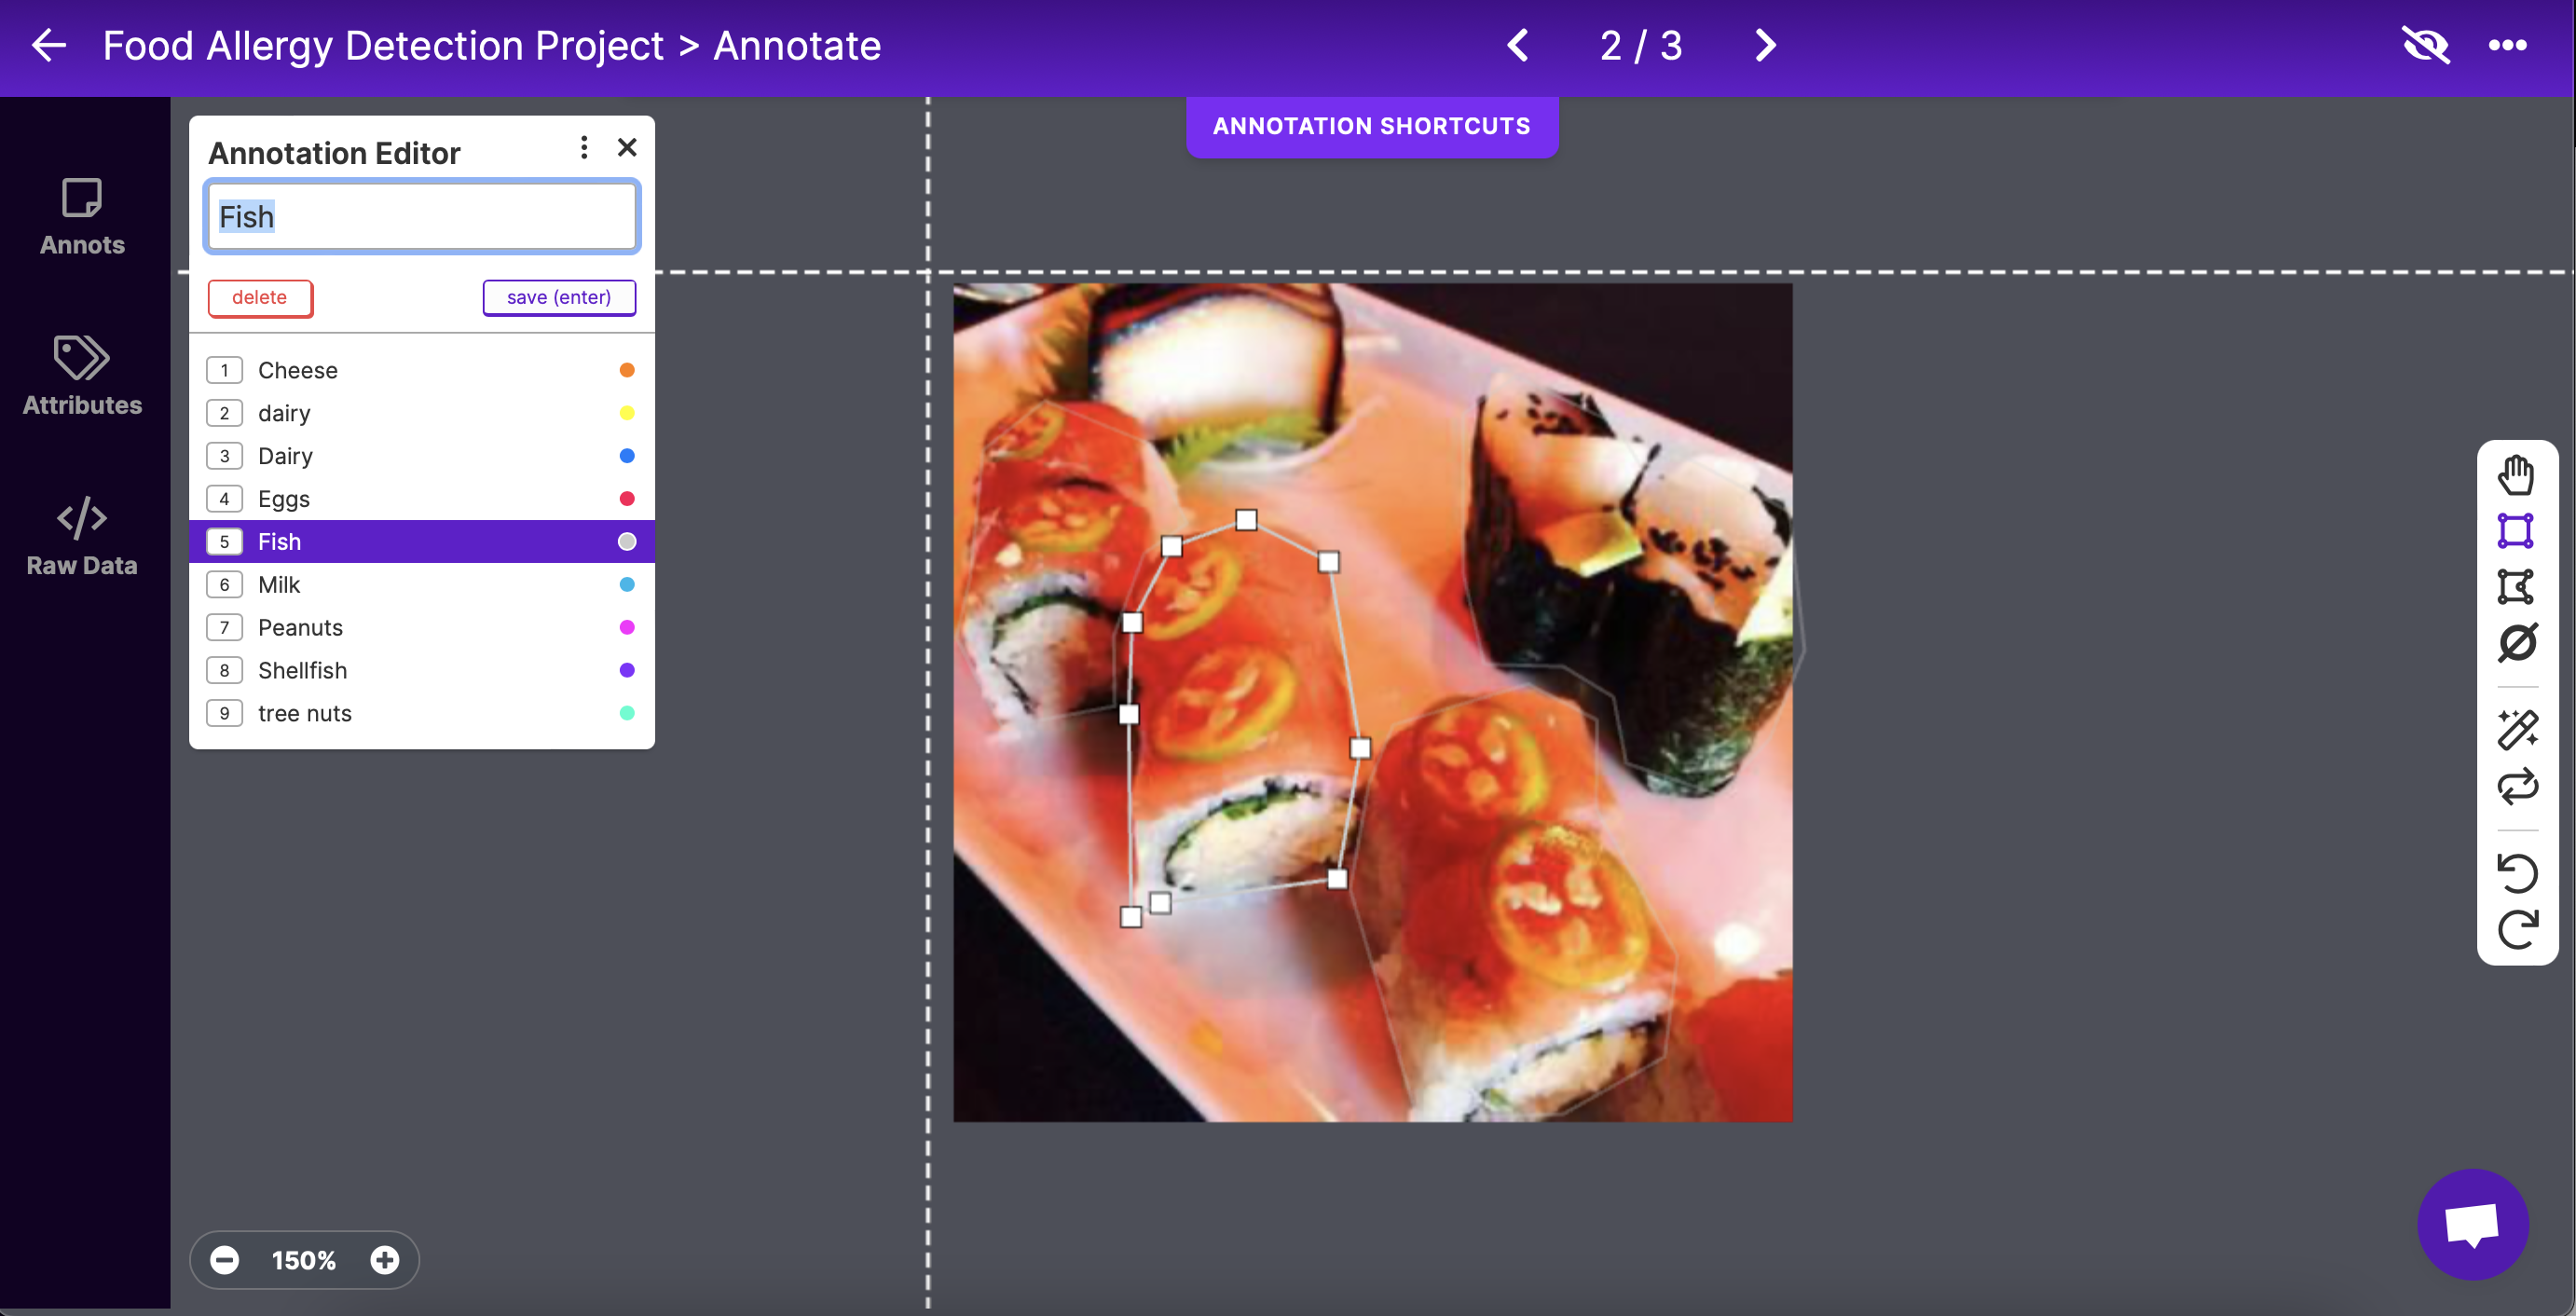 Food Allergy Detection Project > Annotate
2 / 3
ANNOTATION SHORTCUTS
Annots
Attributes
Raw Data
Annotation Editor
Fish
delete
save (enter)
1 Cheese
2 dairy
3 Dairy
4 Eggs
5 Fish
6 Milk
7 Peanuts
8 Shellfish
9 tree nuts
150%